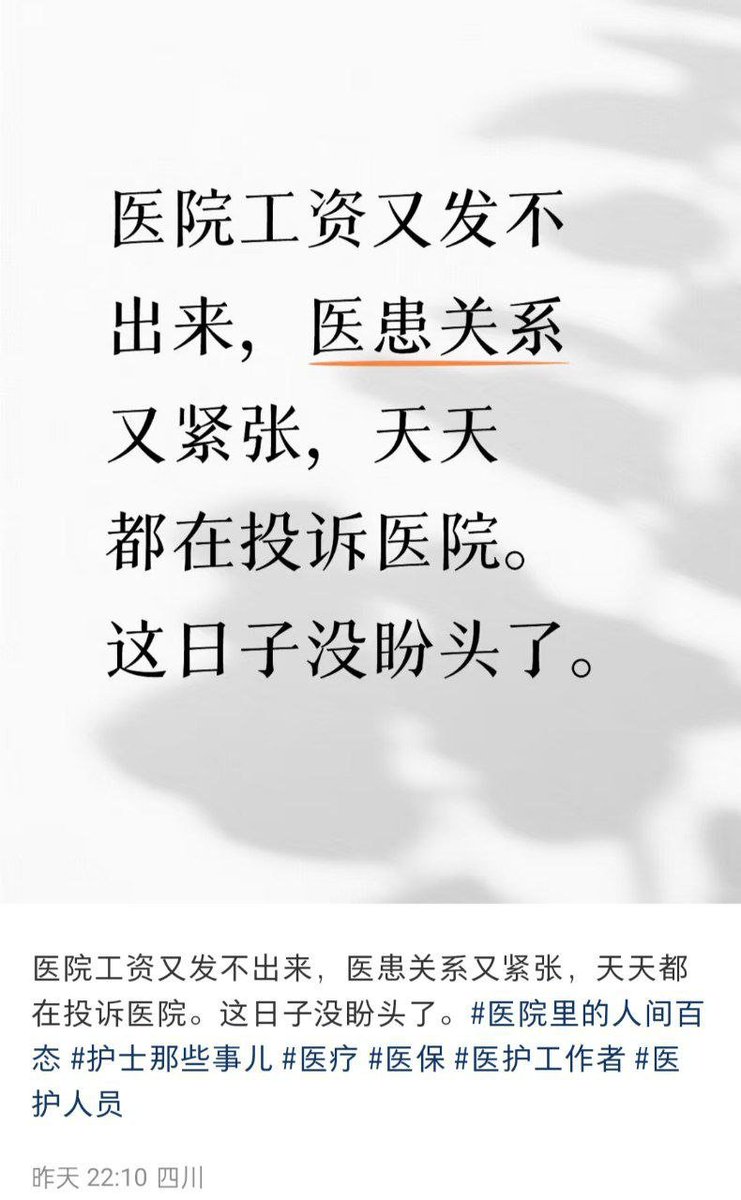 医院工资又发不
出来，医患关系
又紧张，天天
都在投诉医院。
这日子没盼头了。
医院工资又发不出来，医患关系又紧张，天天都
在投诉医院。这日子没盼头了。#医院里的人间百
态 #护士那些事儿 #医疗 #医保 #医护工作者 #医
护人员
昨天 22:10 四川